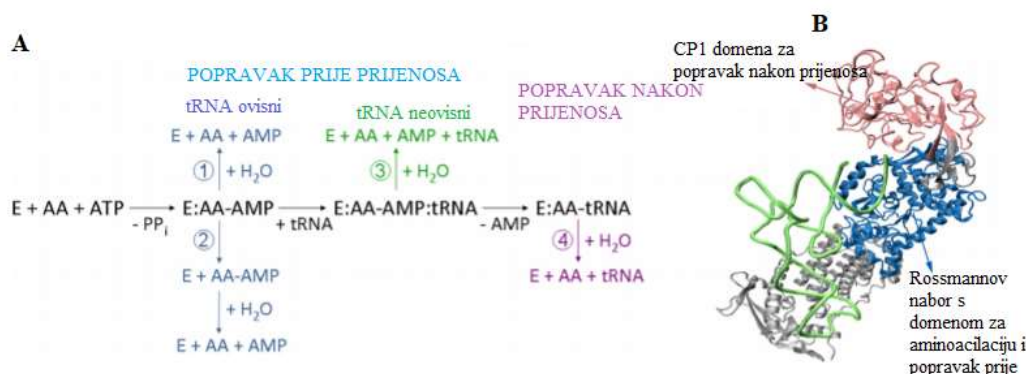 A
B
CP1 domena za
popravak nakon prijenosa
POPRAVAK PRIJE PRIJENOSA
POPRAVAK NAKON
PRIJENOSA
tRNA ovisni
tRNA neovisni
E + AA + AMP
E + AA + AMP + tRNA
① + H₂O
③ + H₂O
E + AA + ATP
- PPᵢ
E:AA-AMP
+ tRNA
E:AA-AMP:tRNA
- AMP
E:AA-tRNA
②
④ + H₂O
E + AA-AMP
E + AA + tRNA
+ H₂O
E + AA + AMP
Rossmannov
nabor s
domenom za
aminoacilaciju i
popravak prije